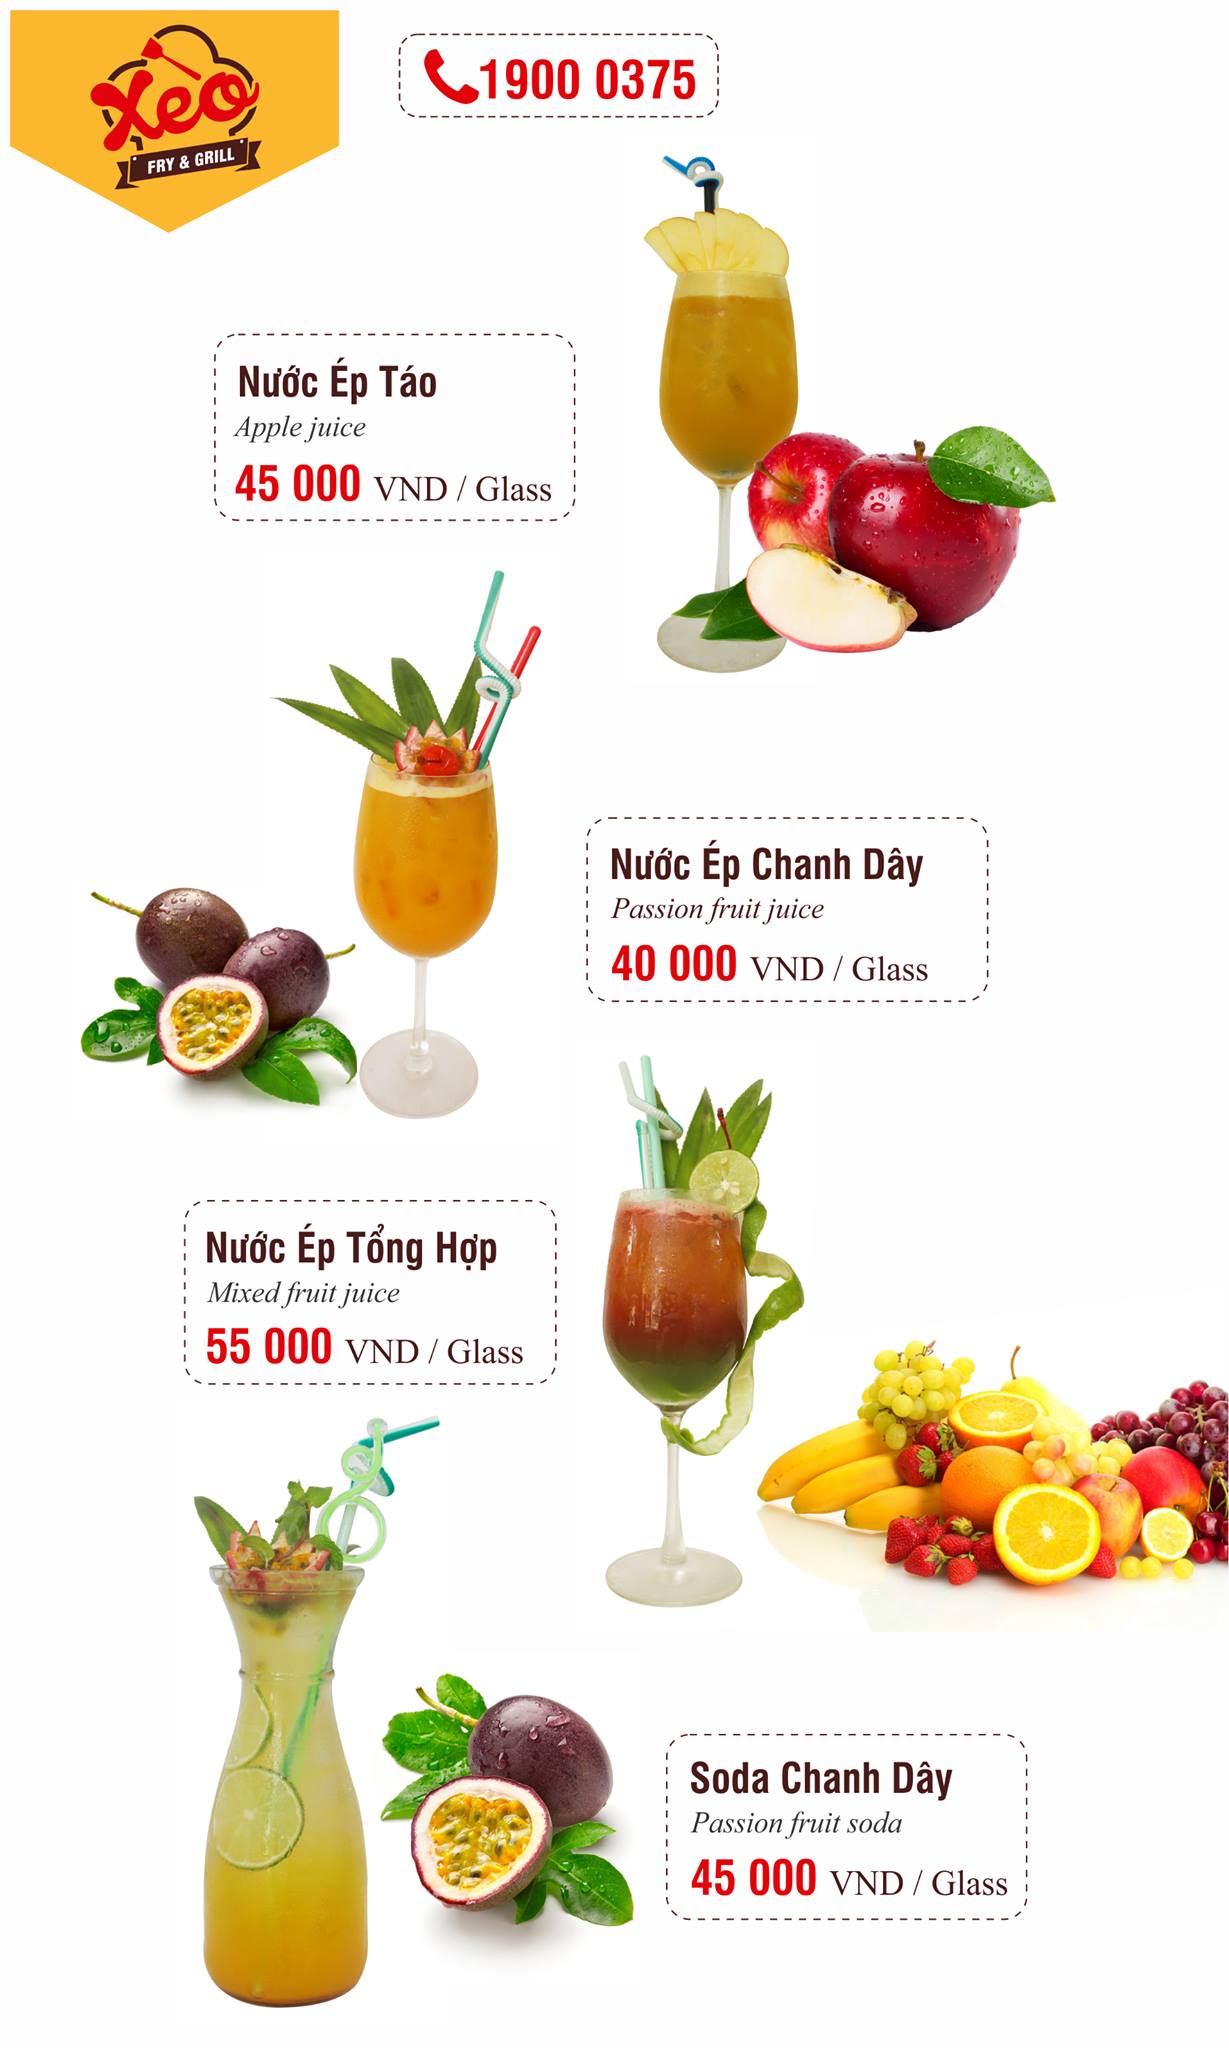 Xèo
FRY & GRILL
1900 0375
Nước Ép Táo
Apple juice
45 000 VND / Glass
Nước Ép Chanh Dây
Passion fruit juice
40 000 VND / Glass
Nước Ép Tổng Hợp
Mixed fruit juice
55 000 VND / Glass
Soda Chanh Dây
Passion fruit soda
45 000 VND / Glass